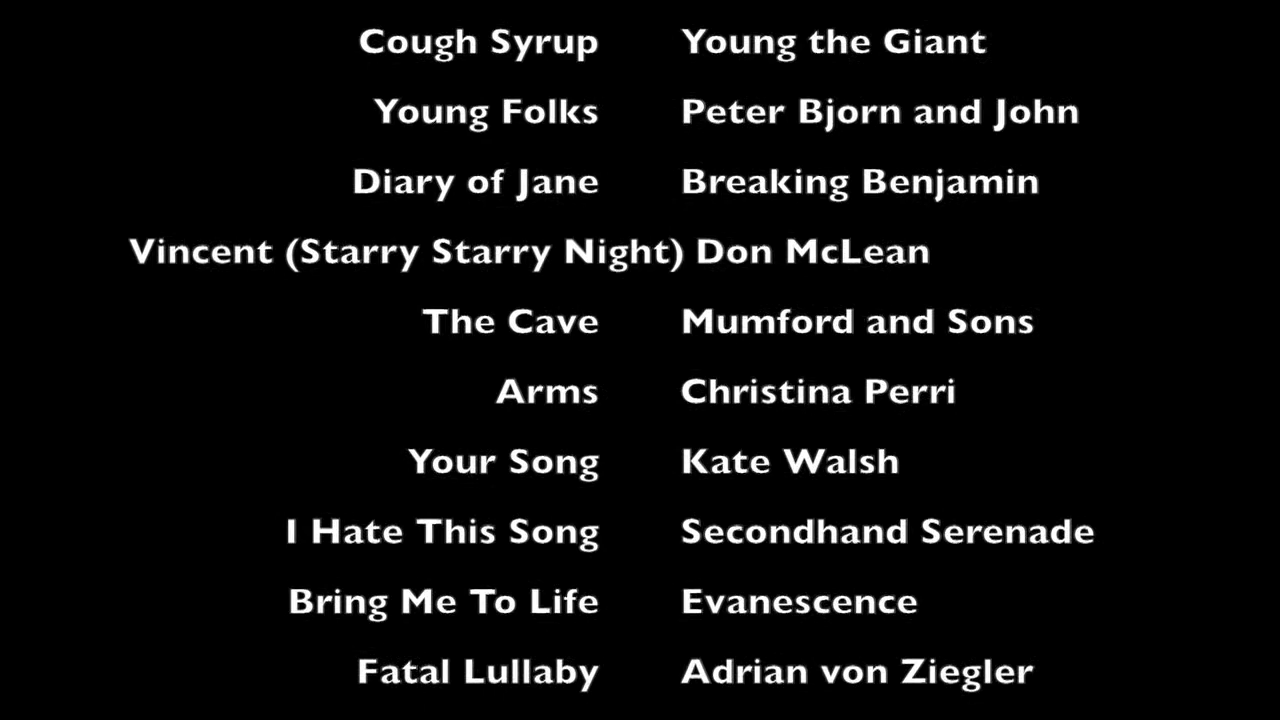 Cough Syrup Young the Giant
Young Folks Peter Bjorn and John
Diary of Jane Breaking Benjamin
Vincent (Starry Starry Night) Don McLean
The Cave Mumford and Sons
Arms Christina Perri
Your Song Kate Walsh
I Hate This Song Secondhand Serenade
Bring Me To Life Evanescence
Fatal Lullaby Adrian von Ziegler